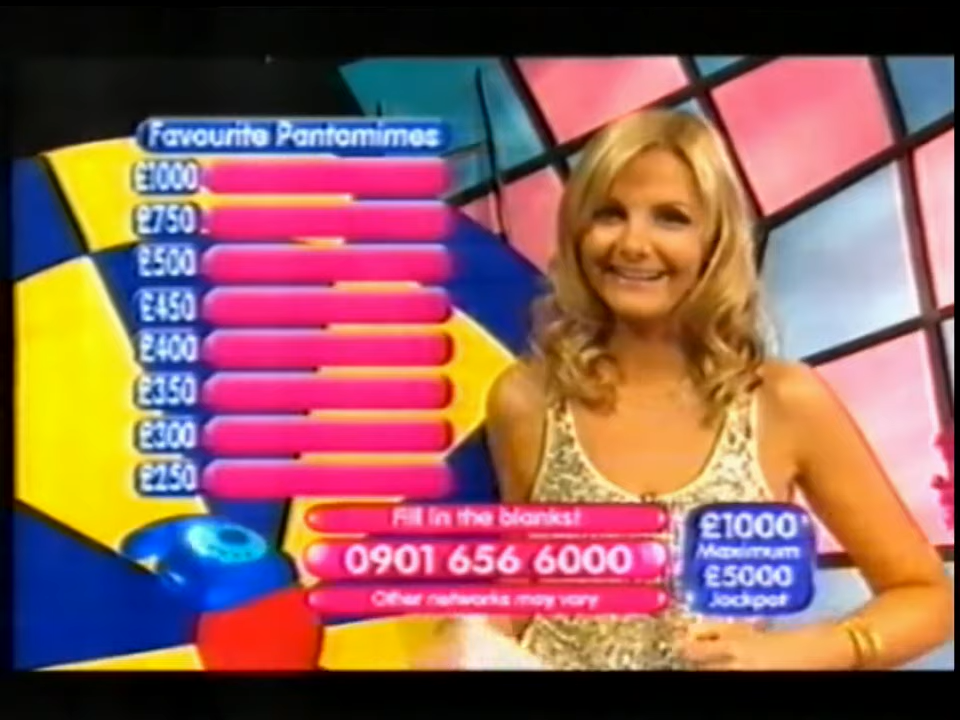 Favourite Pantomimes
£1000
£750
£500
£450
£400
£350
£300
£250
Fill in the blanks!
0901 656 6000
Other networks may vary
£1000
Maximum
£5000
Jackpot